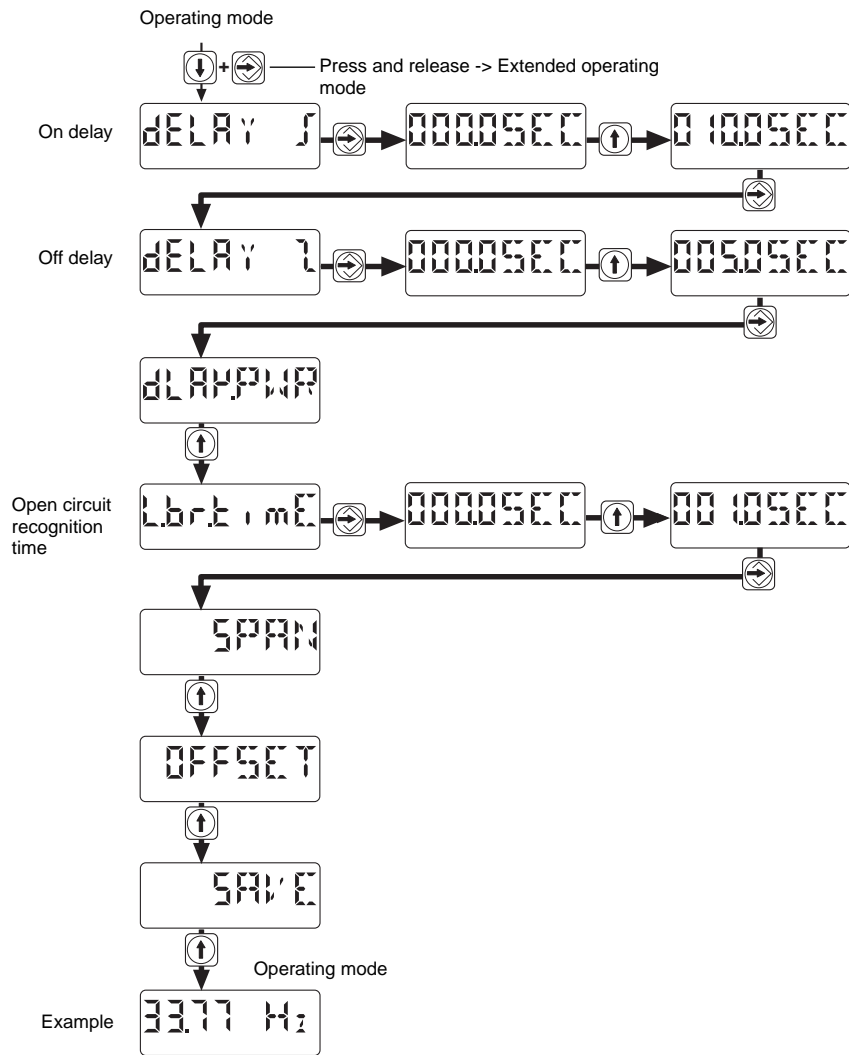 Operating mode
+
Press and release -> Extended operating
mode
On delay
dELAY ʃ
000.0SEC
010.0SEC
Off delay
dELAY ʅ
000.0SEC
005.0SEC
dLAY.PWR
Open circuit
recognition
time
L.br.timE
000.0SEC
001.0SEC
SPAN
OFFSET
SAVE
Operating mode
Example
33.77 Hz